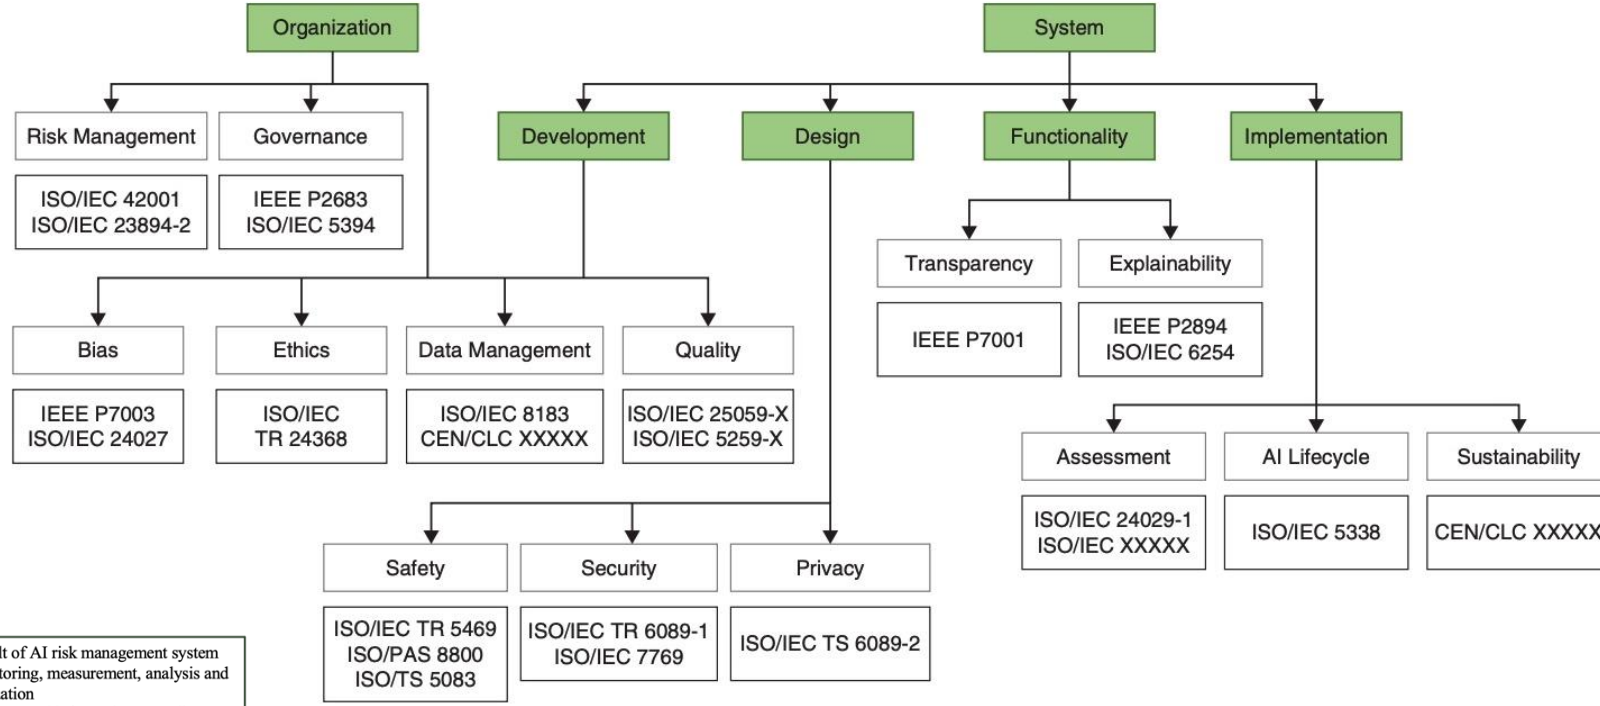 Organization
System
Risk Management
Governance
Development
Design
Functionality
Implementation
ISO/IEC 42001
ISO/IEC 23894-2
IEEE P2683
ISO/IEC 5394
Transparency
Explainability
IEEE P7001
IEEE P2894
ISO/IEC 6254
Bias
Ethics
Data Management
Quality
IEEE P7003
ISO/IEC 24027
ISO/IEC
TR 24368
ISO/IEC 8183
CEN/CLC XXXXX
ISO/IEC 25059-X
ISO/IEC 5259-X
Assessment
AI Lifecycle
Sustainability
ISO/IEC 24029-1
ISO/IEC XXXXX
ISO/IEC 5338
CEN/CLC XXXXX
Safety
Security
Privacy
ISO/IEC TR 5469
ISO/PAS 8800
ISO/TS 5083
ISO/IEC TR 6089-1
ISO/IEC 7769
ISO/IEC TS 6089-2
of AI risk management system
measurement, analysis and